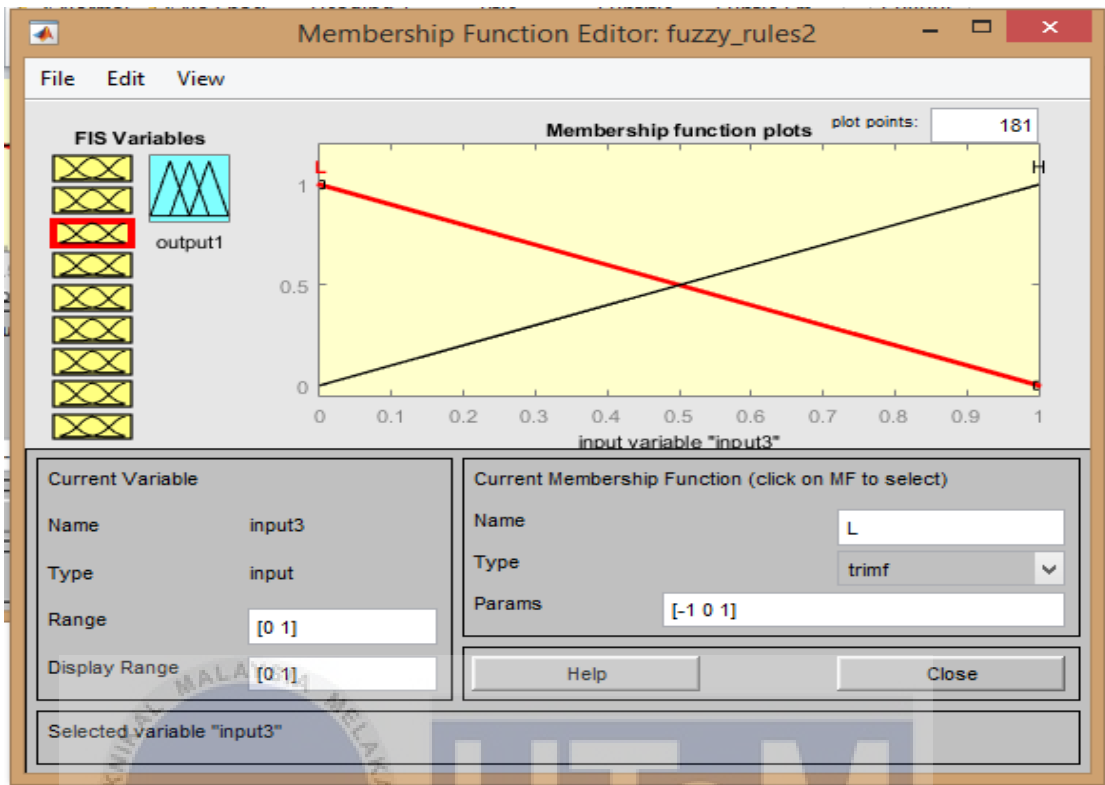 Membership Function Editor: fuzzy_rules2
File Edit View
FIS Variables
output1
Membership function plots
plot points: 181
L
H
1
0.5
0
0 0.1 0.2 0.3 0.4 0.5 0.6 0.7 0.8 0.9 1
input variable "input3"
Current Variable
Name input3
Type input
Range [0 1]
Display Range [0 1]
Current Membership Function (click on MF to select)
Name L
Type trimf
Params [-1 0 1]
Help Close
Selected variable "input3"
MALAYSIA MELAKA
UTeM